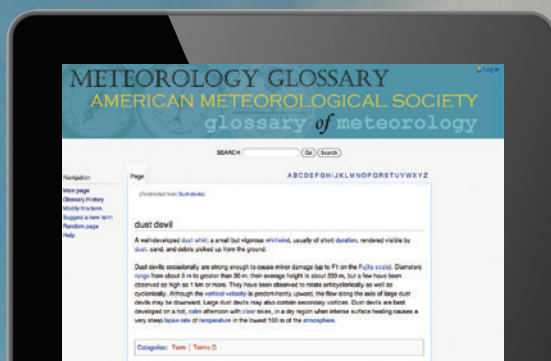 METEOROLOGY GLOSSARY
AMERICAN METEOROLOGICAL SOCIETY
glossary of meteorology
Log in
SEARCH Go Search
Navigation
Main page
Glossary History
Modify this term
Suggest a new term
Random page
Help
Page
A B C D E F G H I J K L M N O P Q R S T U V W X Y Z
(Redirected from Dust devils)
dust devil
A well-developed dust whirl; a small but vigorous whirlwind, usually of short duration, rendered visible by
dust, sand, and debris picked up from the ground.
Dust devils occasionally are strong enough to cause minor damage (up to F1 on the Fujita scale). Diameters
range from about 3 m to greater than 30 m; their average height is about 200 m, but a few have been
observed as high as 1 km or more. They have been observed to rotate anticyclonically as well as
cyclonically. Although the vertical velocity is predominantly upward, the flow along the axis of large dust
devils may be downward. Large dust devils may also contain secondary vortices. Dust devils are best
developed on a hot, calm afternoon with clear skies, in a dry region when intense surface heating causes a
very steep lapse rate of temperature in the lowest 100 m of the atmosphere.
Categories: Term | Terms D